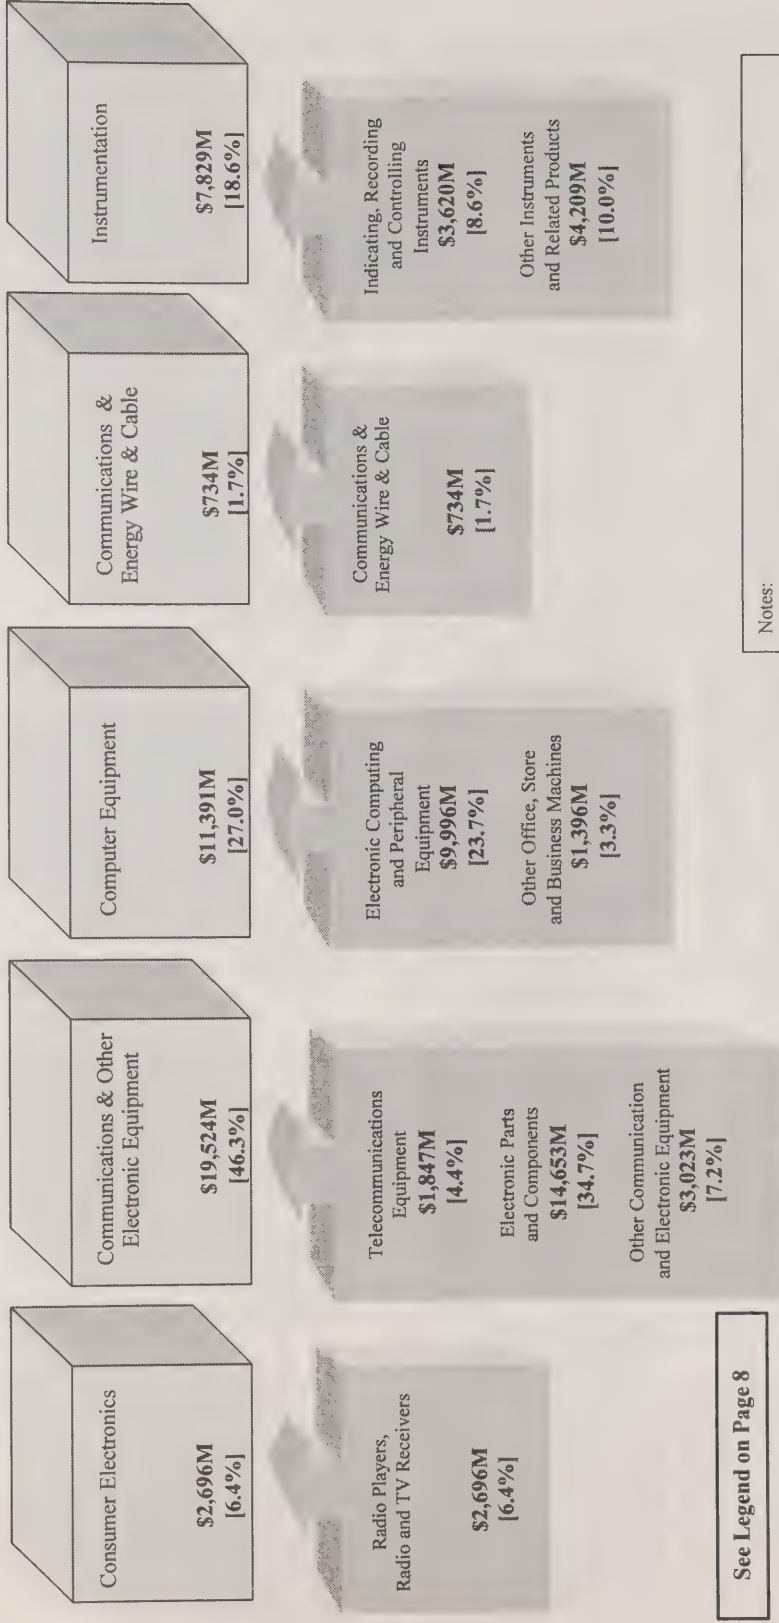 Consumer Electronics
$2,696M
[6.4%]
Communications & Other
Electronic Equipment
$19,524M
[46.3%]
Computer Equipment
$11,391M
[27.0%]
Communications &
Energy Wire & Cable
$734M
[1.7%]
Instrumentation
$7,829M
[18.6%]
Radio Players,
Radio and TV Receivers
$2,696M
[6.4%]
Telecommunications
Equipment
$1,847M
[4.4%]
Electronic Parts
and Components
$14,653M
[34.7%]
Other Communication
and Electronic Equipment
$3,023M
[7.2%]
Electronic Computing
and Peripheral
Equipment
$9,996M
[23.7%]
Other Office, Store
and Business Machines
$1,396M
[3.3%]
Communications &
Energy Wire & Cable
$734M
[1.7%]
Indicating, Recording
and Controlling
Instruments
$3,620M
[8.6%]
Other Instruments
and Related Products
$4,209M
[10.0%]
See Legend on Page 8
Notes: